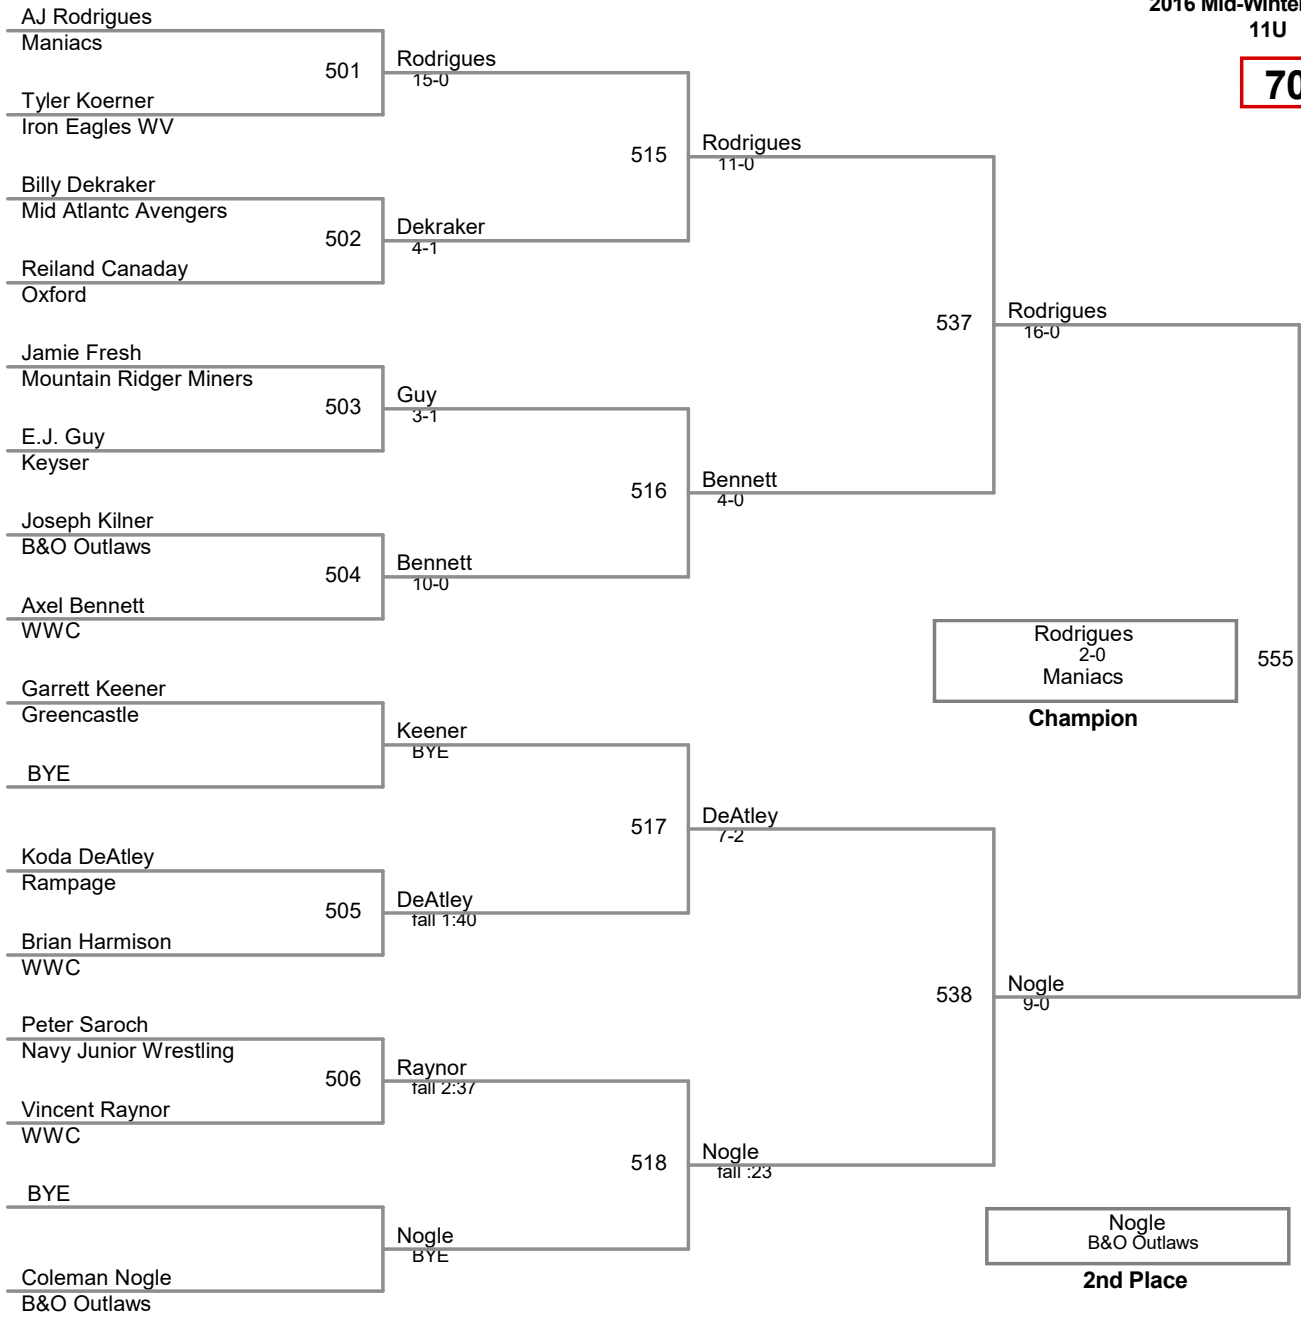 2016 Mid-Winter
11U
70
AJ Rodrigues
Maniacs
501
Rodrigues
15-0
Tyler Koerner
Iron Eagles WV
515
Rodrigues
11-0
Billy Dekraker
Mid Atlantc Avengers
502
Dekraker
4-1
Reiland Canaday
Oxford
537
Rodrigues
16-0
Jamie Fresh
Mountain Ridger Miners
503
Guy
3-1
E.J. Guy
Keyser
516
Bennett
4-0
Joseph Kilner
B&O Outlaws
504
Bennett
10-0
Axel Bennett
WWC
Rodrigues
2-0
Maniacs
555
Champion
Garrett Keener
Greencastle
Keener
BYE
BYE
517
DeAtley
7-2
Koda DeAtley
Rampage
505
DeAtley
fall 1:40
Brian Harmison
WWC
538
Nogle
9-0
Peter Saroch
Navy Junior Wrestling
506
Raynor
fall 2:37
Vincent Raynor
WWC
518
Nogle
fall :23
BYE
Nogle
BYE
Coleman Nogle
B&O Outlaws
Nogle
B&O Outlaws
2nd Place